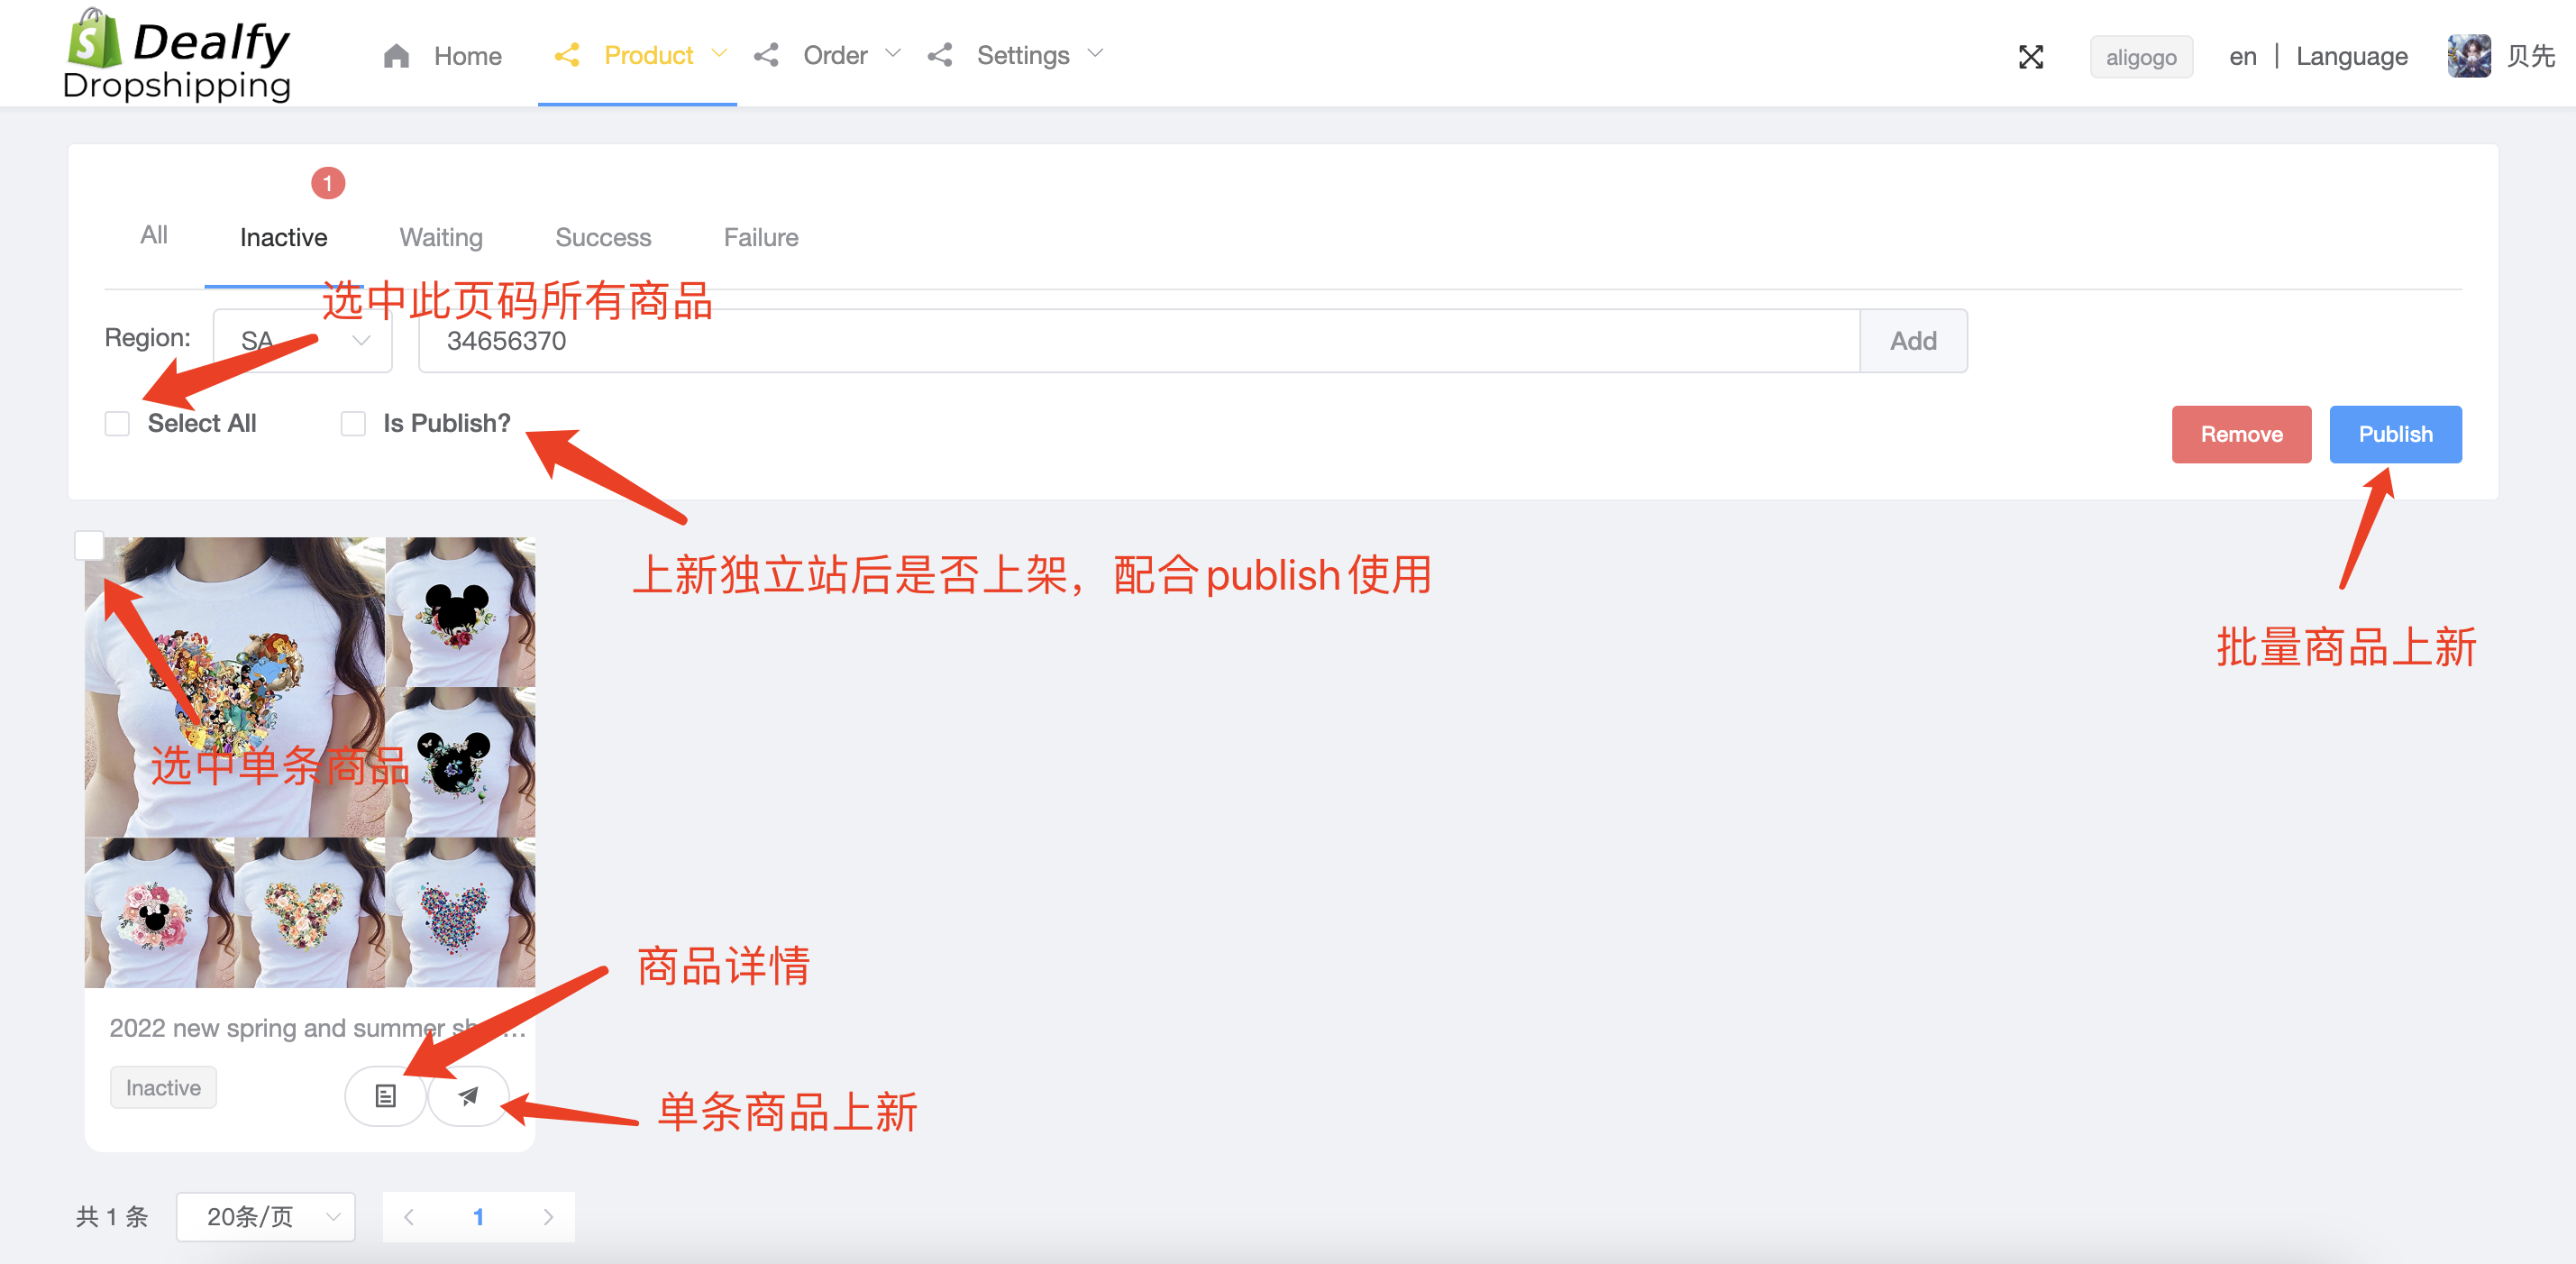 Dealfy
Dropshipping
Home
Product
Order
Settings
aligogo
en | Language
贝先
1
All
Inactive
Waiting
Success
Failure
选中此页码所有商品
Region:
SA
34656370
Add
Select All
Is Publish?
Remove
Publish
上新独立站后是否上架，配合publish使用
批量商品上新
选中单条商品
商品详情
2022 new spring and summer sh...
Inactive
单条商品上新
共 1 条
20条/页
1